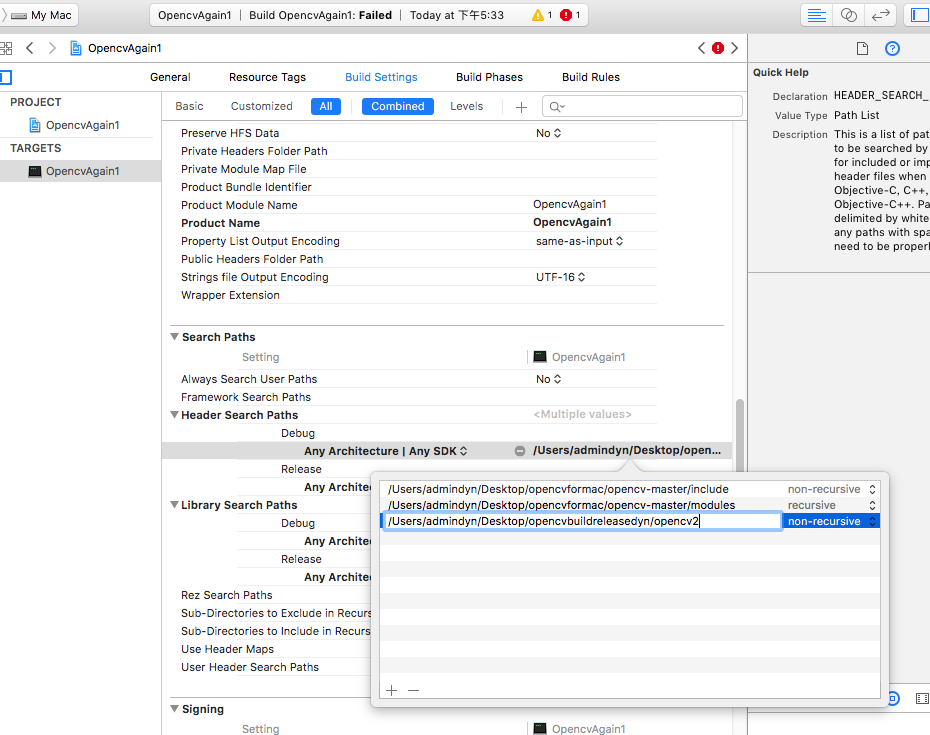 My Mac
OpencvAgain1 | Build OpencvAgain1: Failed | Today at 下午5:33 1 1
OpencvAgain1
General Resource Tags Build Settings Build Phases Build Rules
Basic Customized All Combined Levels
PROJECT
OpencvAgain1
TARGETS
OpencvAgain1
Preserve HFS Data No
Private Headers Folder Path
Private Module Map File
Product Bundle Identifier
Product Module Name OpencvAgain1
Product Name OpencvAgain1
Property List Output Encoding same-as-input
Public Headers Folder Path
Strings file Output Encoding UTF-16
Wrapper Extension
Search Paths
Setting OpencvAgain1
Always Search User Paths No
Framework Search Paths
Header Search Paths <Multiple values>
Debug
Any Architecture | Any SDK /Users/admindyn/Desktop/open...
Release
Any Archite
Library Search Paths
Debug
Any Archite
Release
Any Archite
Rez Search Paths
Sub-Directories to Exclude in Recurs
Sub-Directories to Include in Recurs
Use Header Maps
User Header Search Paths
Signing
Setting OpencvAgain1
/Users/admindyn/Desktop/opencvformac/opencv-master/include non-recursive
/Users/admindyn/Desktop/opencvformac/opencv-master/modules recursive
/Users/admindyn/Desktop/opencvbuildreleasedyn/opencv2 non-recursive
Quick Help
Declaration HEADER_SEARCH_
Value Type Path List
Description This is a list of pat
to be searched by
for included or imp
header files when
Objective-C, C++,
Objective-C++. Pa
delimited by white
any paths with spa
need to be properl